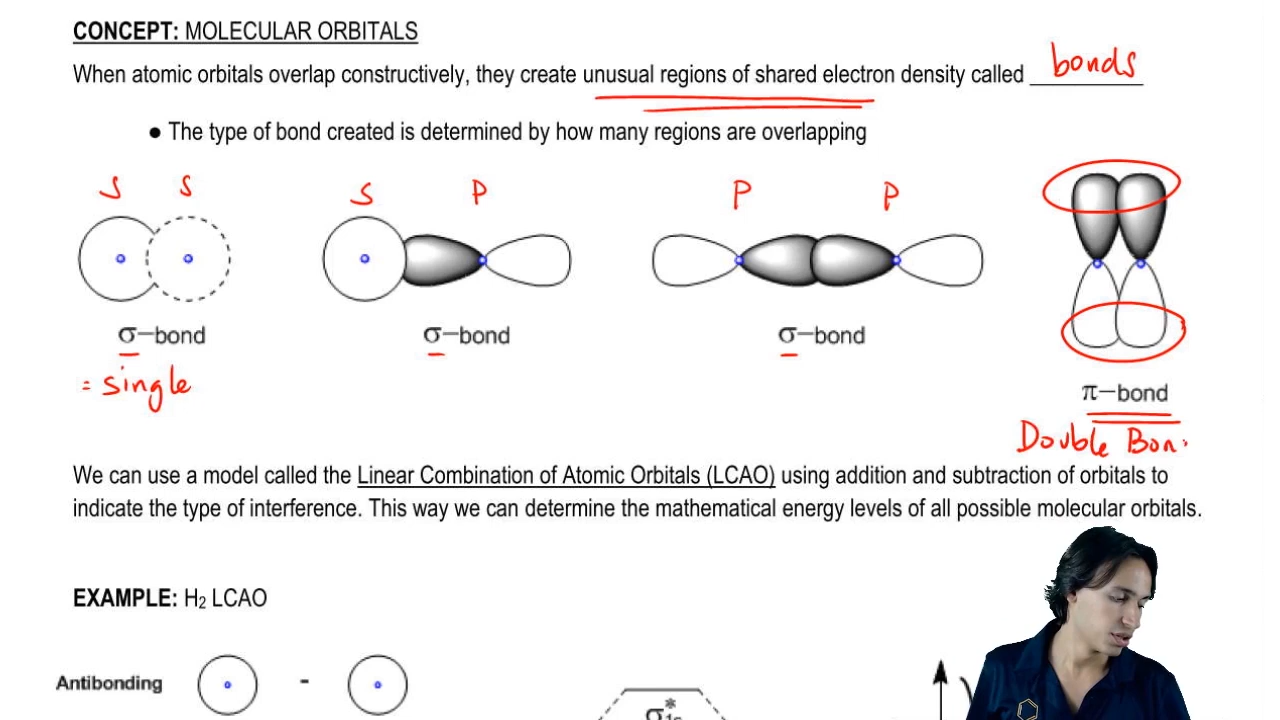 CONCEPT: MOLECULAR ORBITALS
When atomic orbitals overlap constructively, they create unusual regions of shared electron density called bonds
● The type of bond created is determined by how many regions are overlapping
S S S P P P
σ–bond σ–bond σ–bond
= single
π–bond
Double Bon
We can use a model called the Linear Combination of Atomic Orbitals (LCAO) using addition and subtraction of orbitals to
indicate the type of interference. This way we can determine the mathematical energy levels of all possible molecular orbitals.
EXAMPLE: H₂ LCAO
Antibonding -